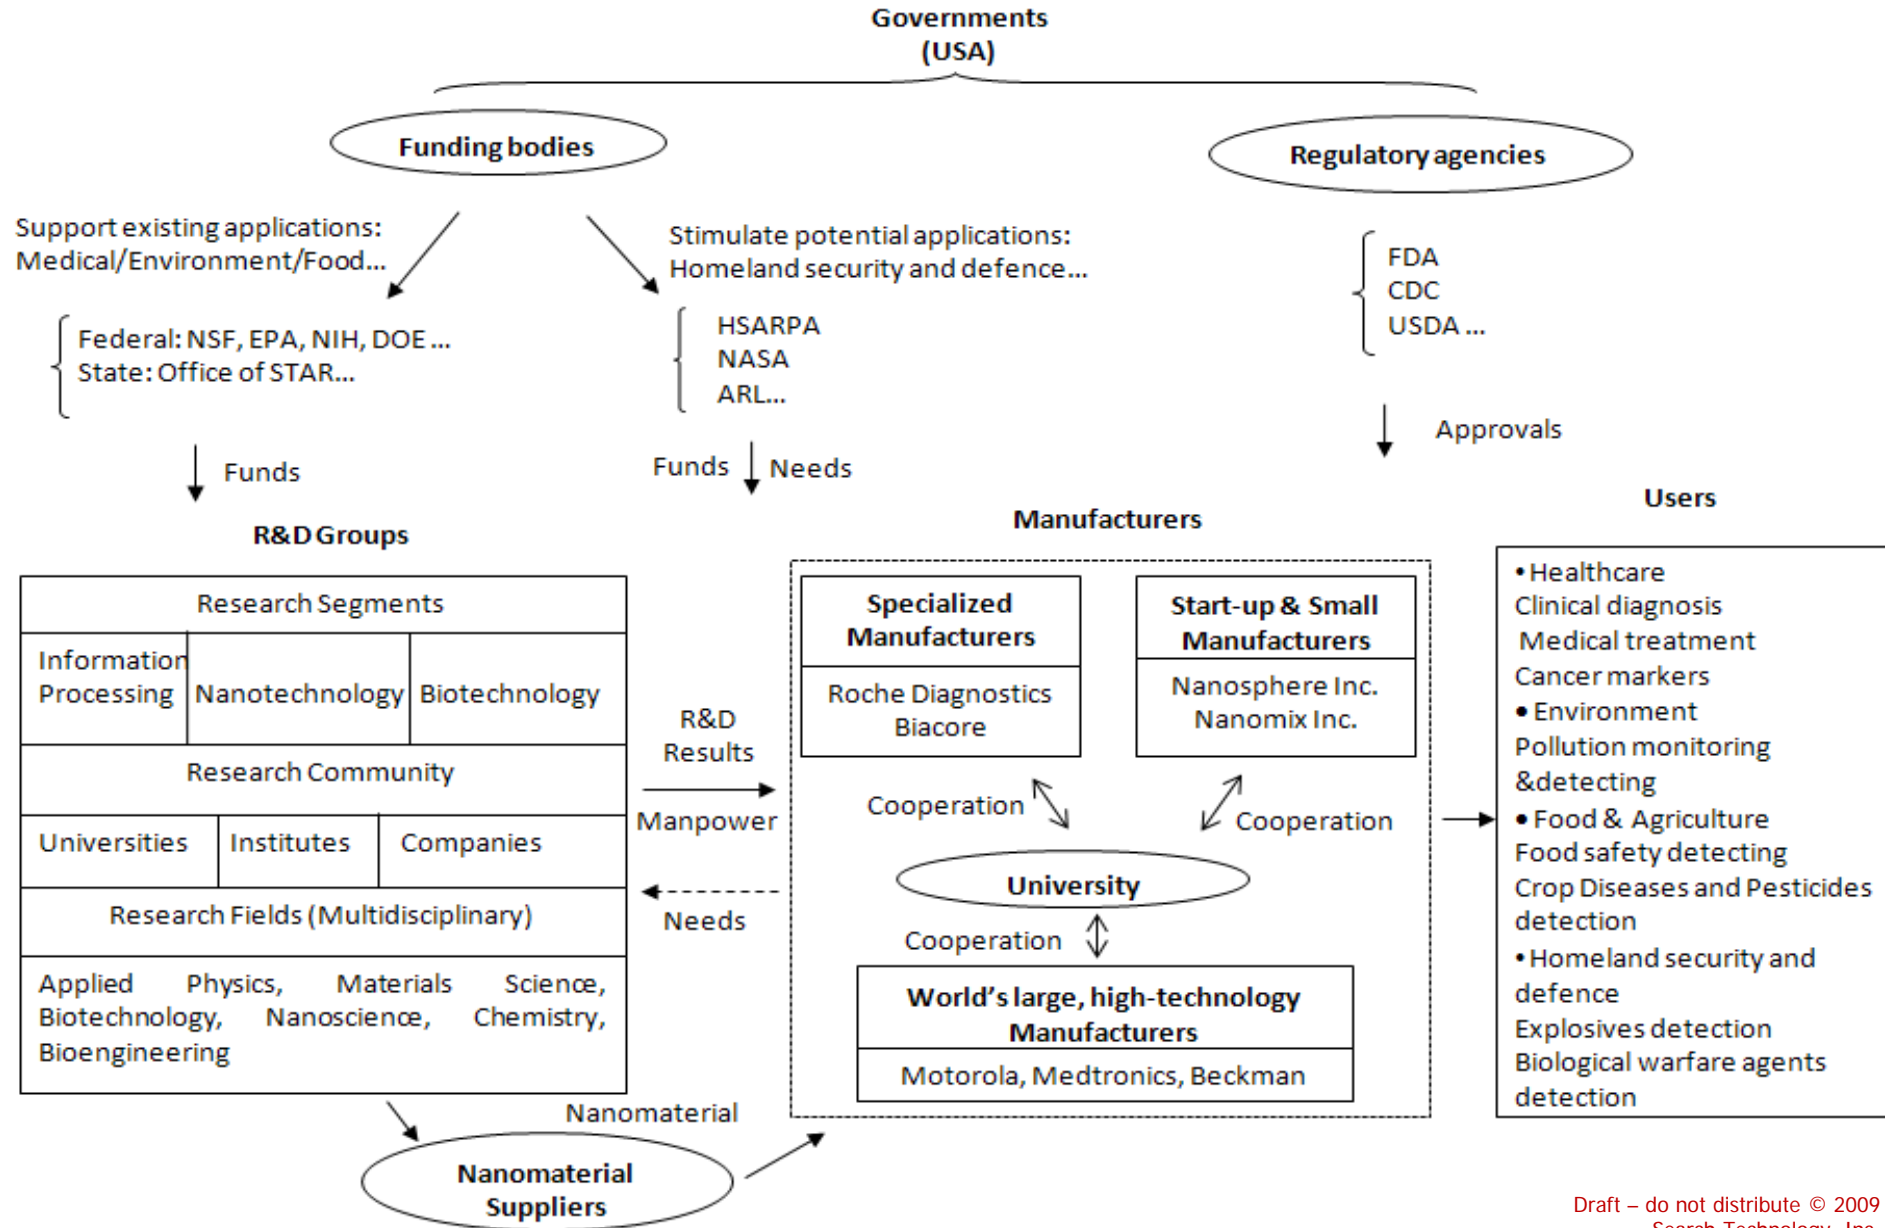 Governments
(USA)
Funding bodies
Regulatory agencies
Support existing applications:
Medical/Environment/Food...
Stimulate potential applications:
Homeland security and defence...
Federal: NSF, EPA, NIH, DOE ...
State: Office of STAR...
HSARPA
NASA
ARL...
FDA
CDC
USDA ...
Funds
Funds
Needs
Approvals
R&D Groups
Manufacturers
Users
Research Segments
Information
Processing
Nanotechnology
Biotechnology
Research Community
Universities
Institutes
Companies
Research Fields (Multidisciplinary)
Applied Physics, Materials Science,
Biotechnology, Nanoscience, Chemistry,
Bioengineering
R&D
Results
Manpower
Needs
Specialized
Manufacturers
Roche Diagnostics
Biacore
Start-up & Small
Manufacturers
Nanosphere Inc.
Nanomix Inc.
Cooperation
Cooperation
University
Cooperation
World's large, high-technology
Manufacturers
Motorola, Medtronics, Beckman
• Healthcare
Clinical diagnosis
Medical treatment
Cancer markers
• Environment
Pollution monitoring
&detecting
• Food & Agriculture
Food safety detecting
Crop Diseases and Pesticides
detection
• Homeland security and
defence
Explosives detection
Biological warfare agents
detection
Nanomaterial
Nanomaterial
Suppliers
Draft – do not distribute © 2009
Search Technology, Inc.